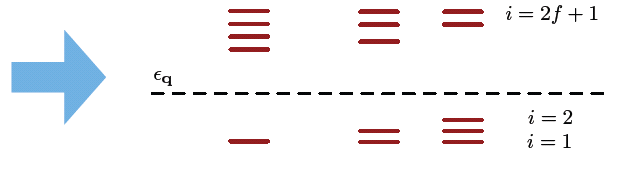 i = 2f + 1
ϵ_q
i = 2
i = 1